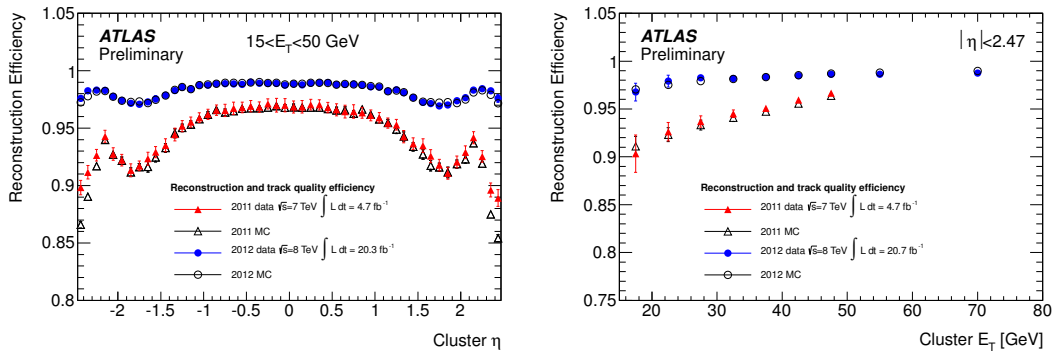 Reconstruction Efficiency
1.05
1
0.95
0.9
0.85
0.8
ATLAS
Preliminary
15<E_T<50 GeV
Reconstruction and track quality efficiency
2011 data √s=7 TeV ∫ L dt = 4.7 fb⁻¹
2011 MC
2012 data √s=8 TeV ∫ L dt = 20.3 fb⁻¹
2012 MC
-2 -1.5 -1 -0.5 0 0.5 1 1.5 2
Cluster η
Reconstruction Efficiency
1.05
1
0.95
0.9
0.85
0.8
0.75
ATLAS
Preliminary
|η|<2.47
Reconstruction and track quality efficiency
2011 data √s=7 TeV ∫ L dt = 4.7 fb⁻¹
2011 MC
2012 data √s=8 TeV ∫ L dt = 20.7 fb⁻¹
2012 MC
20 30 40 50 60 70 80
Cluster E_T [GeV]